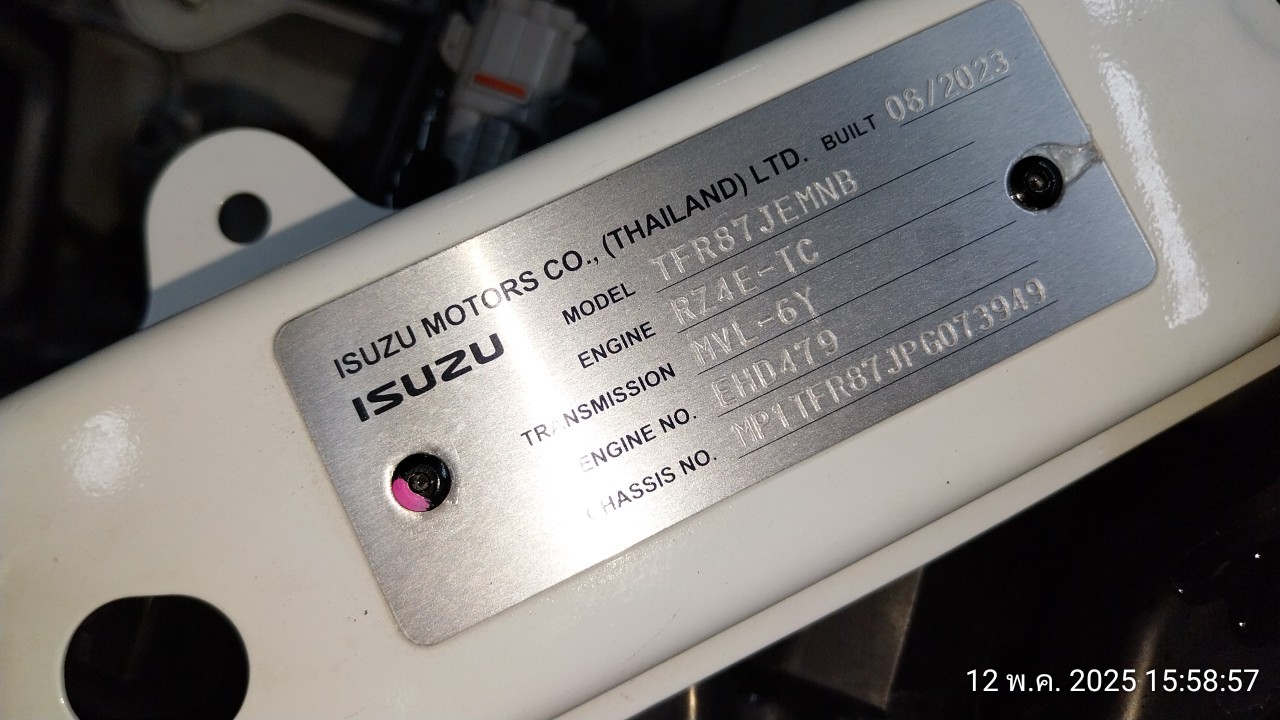 ISUZU MOTORS CO., (THAILAND) LTD. BUILT 08/2023
ISUZU
MODEL TFR87JEMNB
ENGINE RZ4E-TC
TRANSMISSION MVL-6Y
ENGINE NO. EHD479
CHASSIS NO. MP1TFR87JPG073949
12 พ.ค. 2025 15:58:57